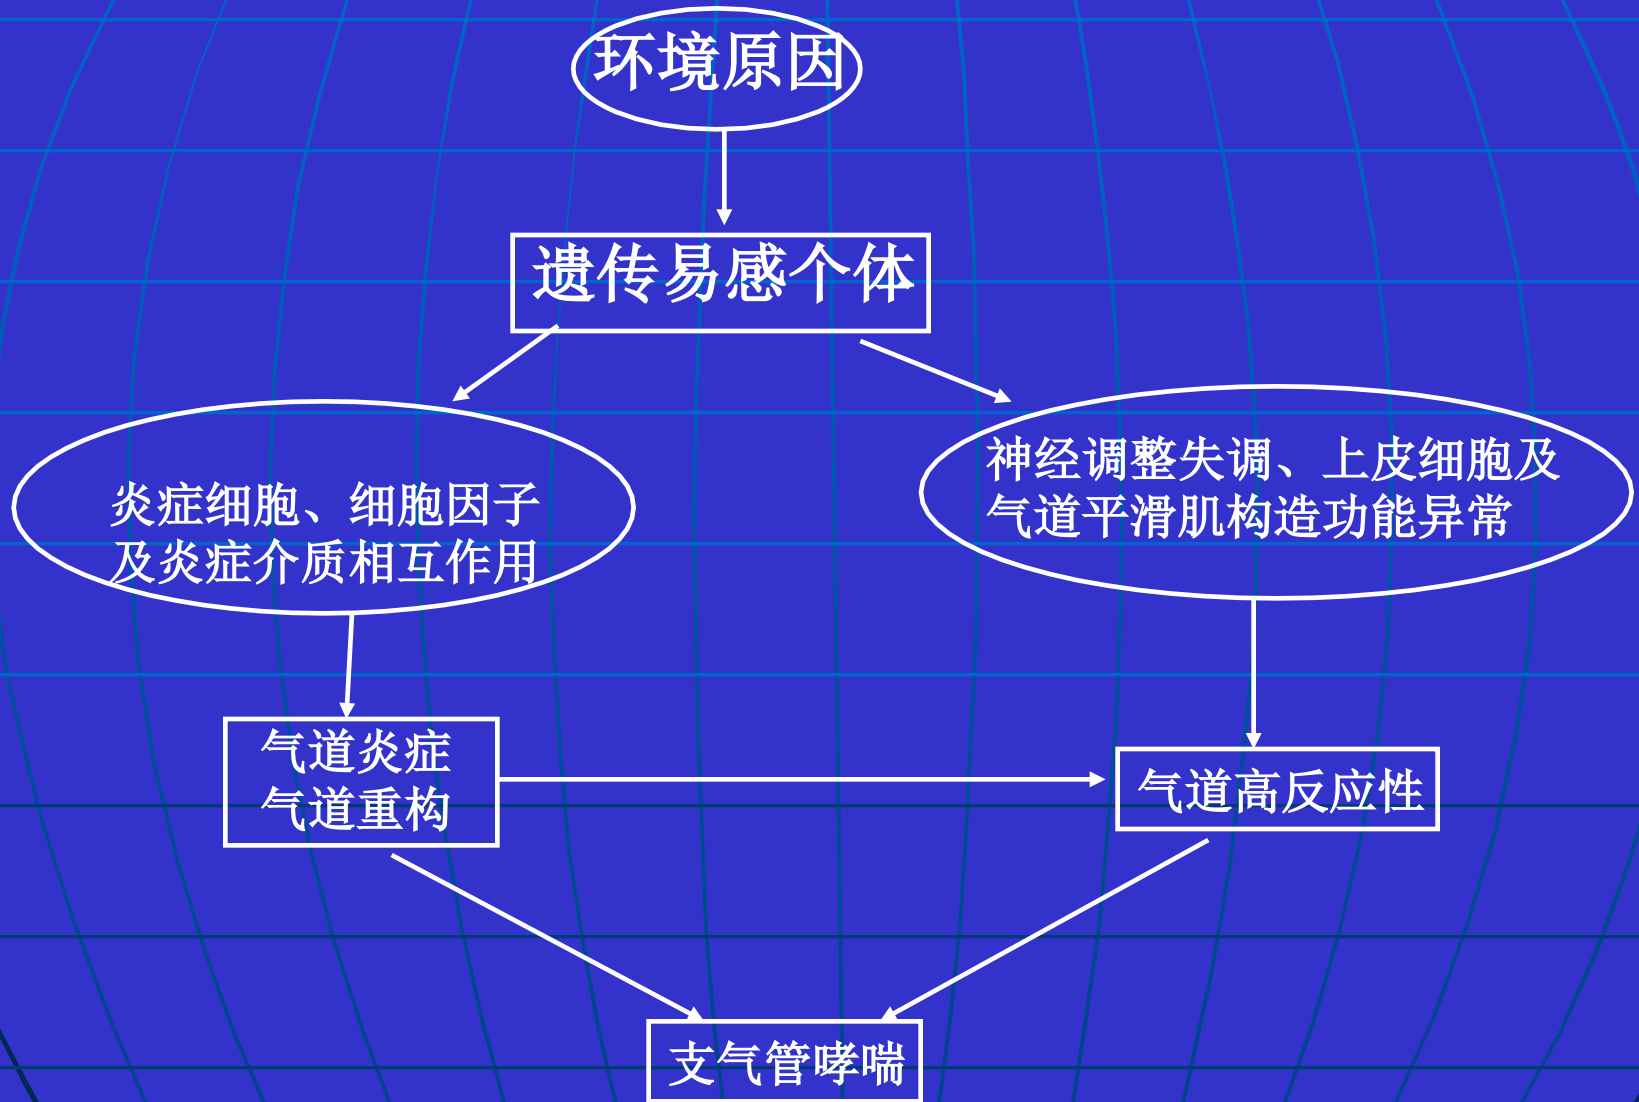 环境原因
遗传易感个体
炎症细胞、细胞因子
及炎症介质相互作用
神经调整失调、上皮细胞及
气道平滑肌构造功能异常
气道炎症
气道重构
气道高反应性
支气管哮喘